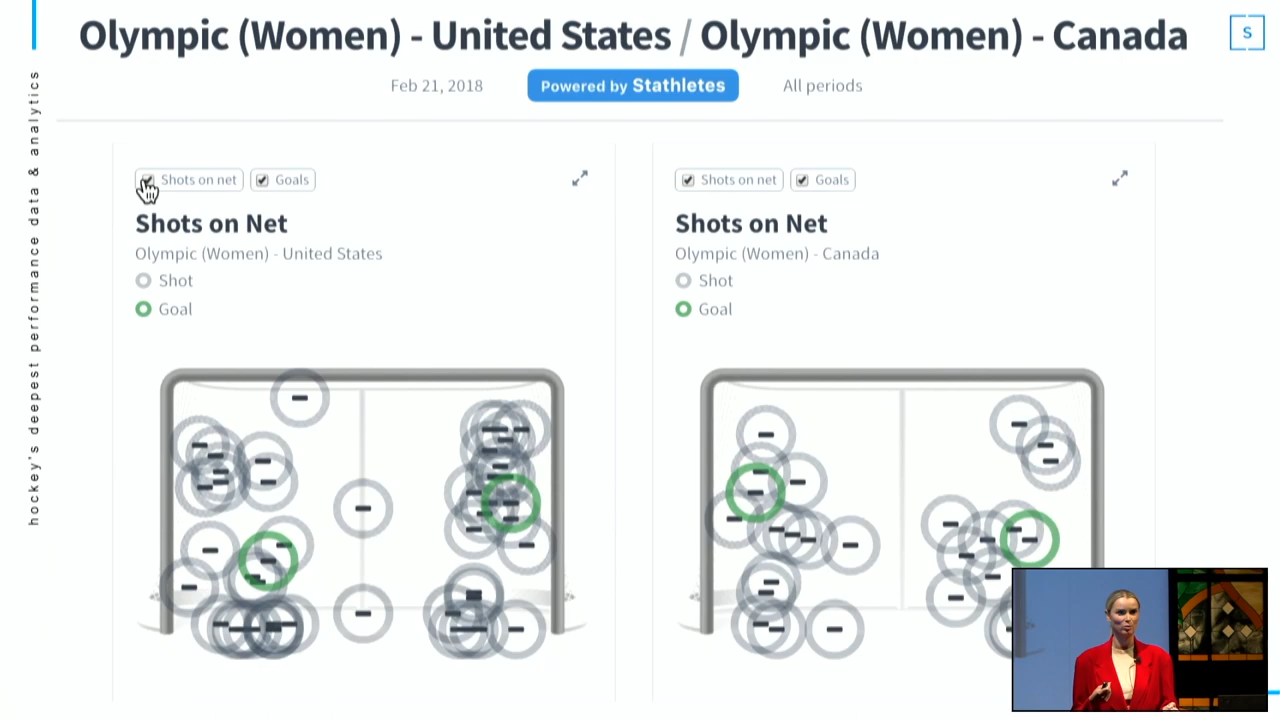 Olympic (Women) - United States / Olympic (Women) - Canada
S
Feb 21, 2018
Powered by Stathletes
All periods
hockey's deepest performance data & analytics
Shots on net
Goals
Shots on Net
Olympic (Women) - United States
Shot
Goal
Shots on net
Goals
Shots on Net
Olympic (Women) - Canada
Shot
Goal